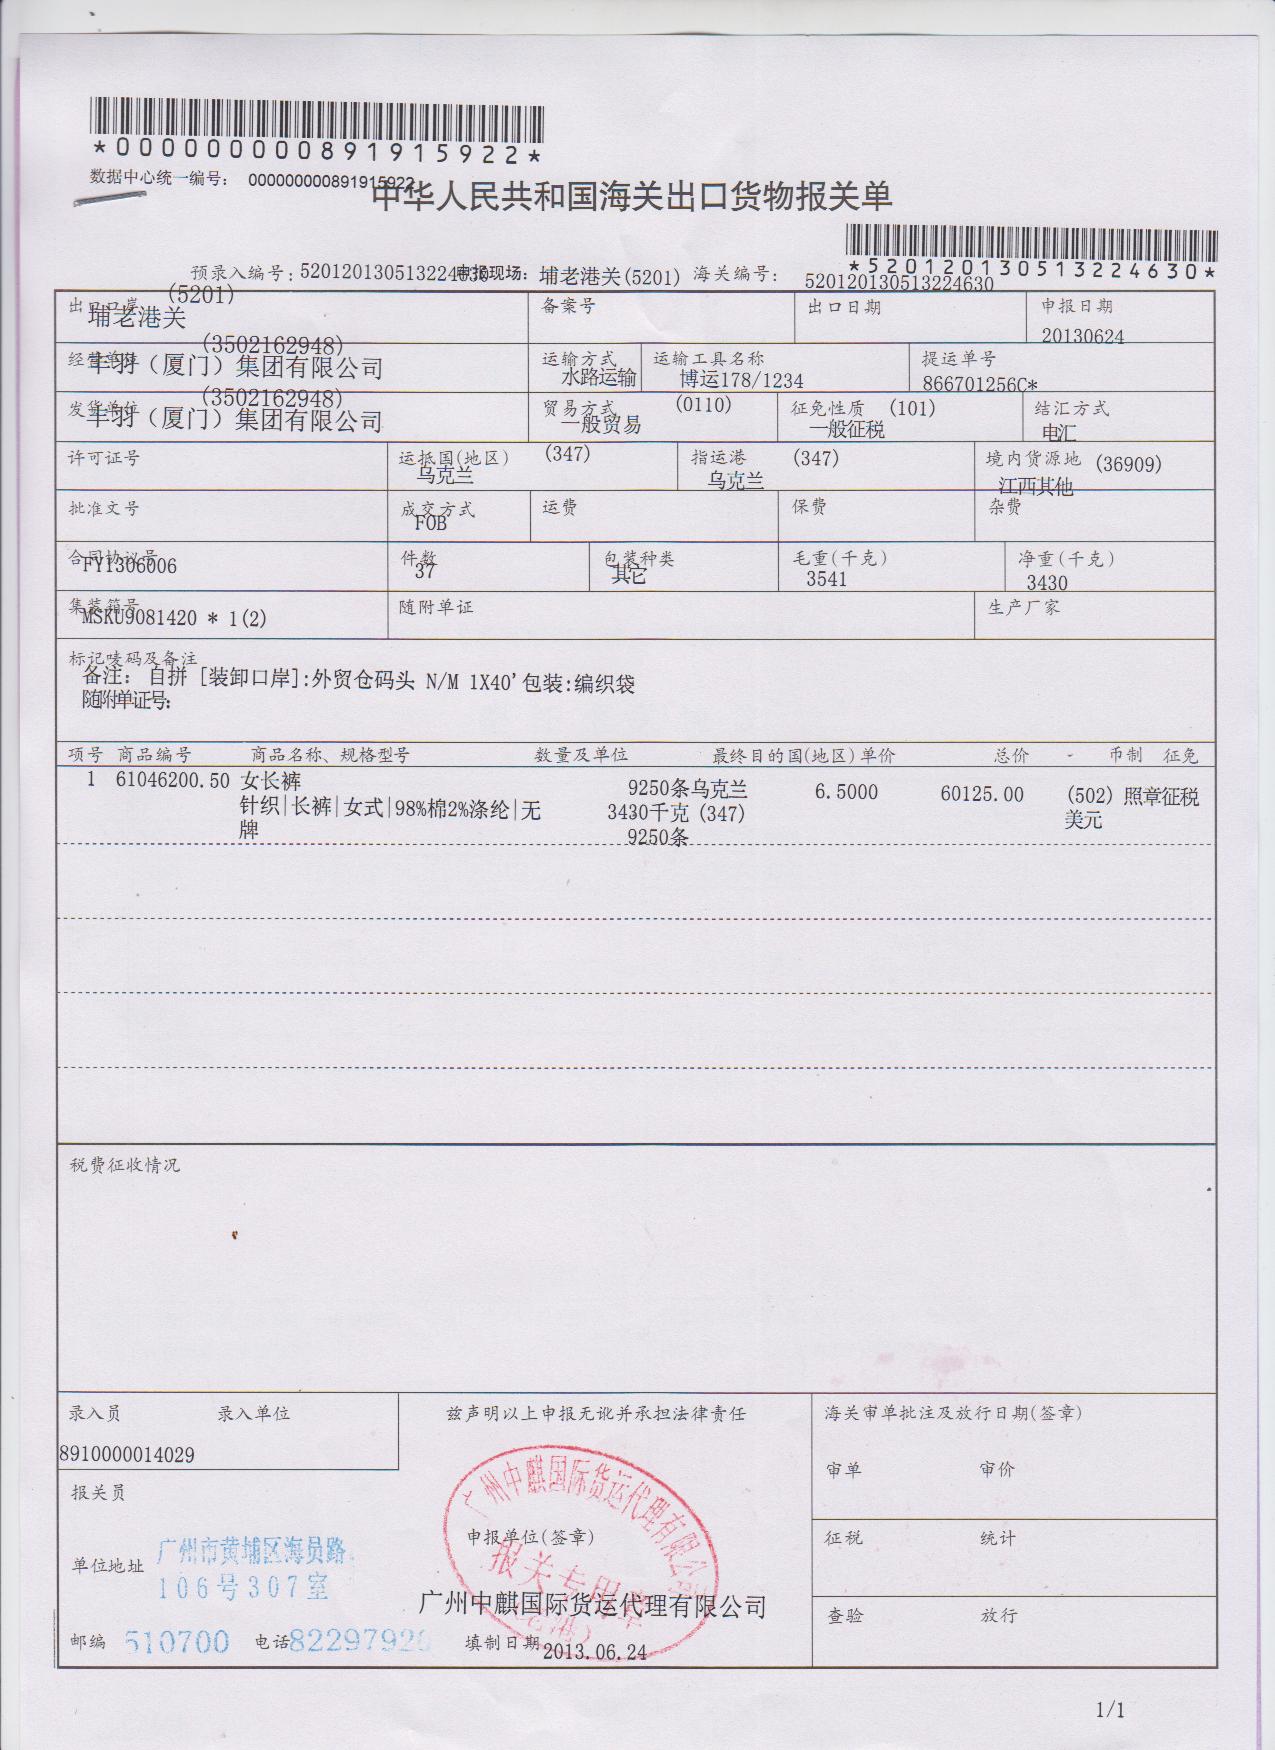 *000000000891915922*
数据中心统一编号： 000000000891915922
中华人民共和国海关出口货物报关单
*520120130513224630*
预录入编号：520120130513224630 申报现场：埔老港关(5201) 海关编号： 520120130513224630
出口口岸 (5201) 备案号 出口日期 申报日期
埔老港关 20130624
经营单位 (3502162948) 运输方式 运输工具名称 提运单号
丰羽（厦门）集团有限公司 水路运输 博运178/1234 866701256C*
发货单位 (3502162948) 贸易方式 (0110) 征免性质 (101) 结汇方式
丰羽（厦门）集团有限公司 一般贸易 一般征税 电汇
许可证号 运抵国(地区) (347) 指运港 (347) 境内货源地 (36909)
乌克兰 乌克兰 江西其他
批准文号 成交方式 运费 保费 杂费
FOB
合同协议号 件数 包装种类 毛重(千克) 净重(千克)
FY1306006 37 其它 3541 3430
集装箱号 随附单证 生产厂家
MSKU9081420 * 1(2)
标记唛码及备注
备注： 自拼 [装卸口岸]:外贸仓码头 N/M 1X40'包装:编织袋
随附单证号:
项号 商品编号 商品名称、规格型号 数量及单位 最终目的国(地区)单价 总价 - 币制 征免
1 61046200.50 女长裤 9250条乌克兰 6.5000 60125.00 (502) 照章征税
针织|长裤|女式|98%棉2%涤纶|无 3430千克 (347) 美元
牌 9250条
税费征收情况
录入员 录入单位 兹声明以上申报无讹并承担法律责任 海关审单批注及放行日期(签章)
8910000014029
审单 审价
报关员
广州中麒国际货运代理有限公司
报关专用章
申报单位(签章) 征税 统计
单位地址 广州市黄埔区海员路
106号307室
广州中麒国际货运代理有限公司 查验 放行
邮编 510700 电话 8229792 填制日期 2013.06.24
1/1